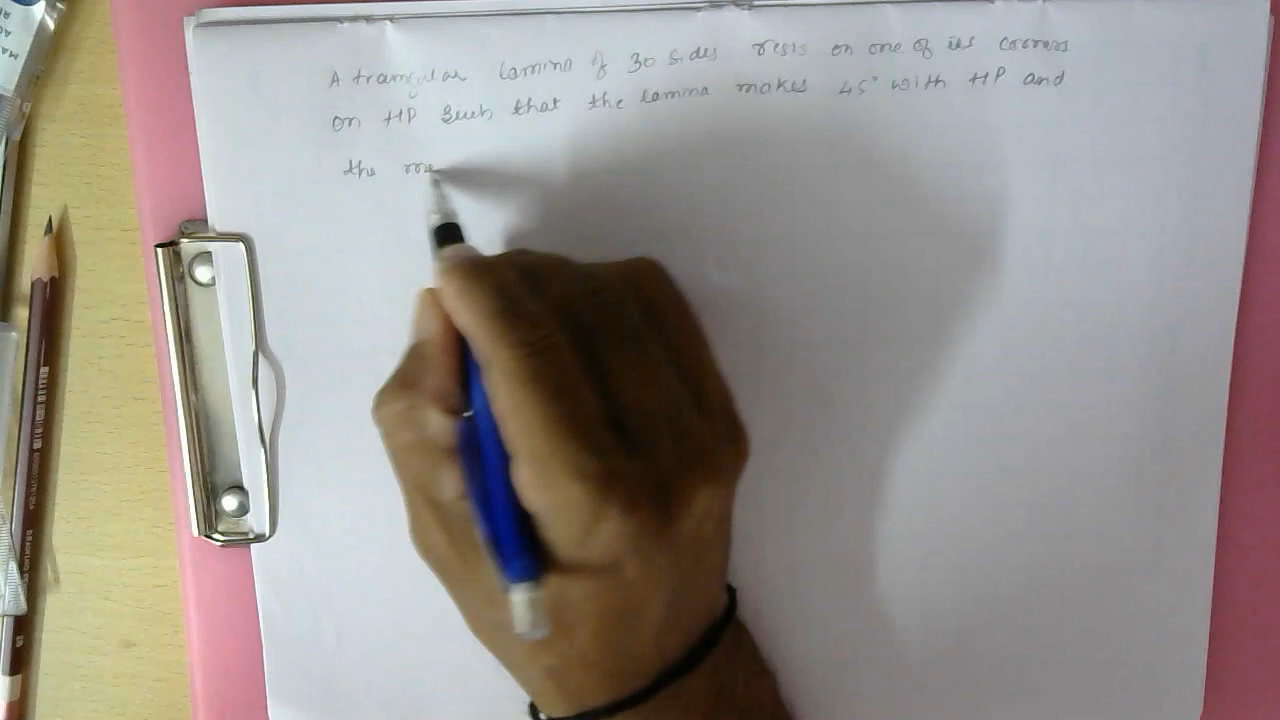 A triangular lamina of 30 sides rests on one of its corners
on HP such that the lamina makes 45° with HP and
the me